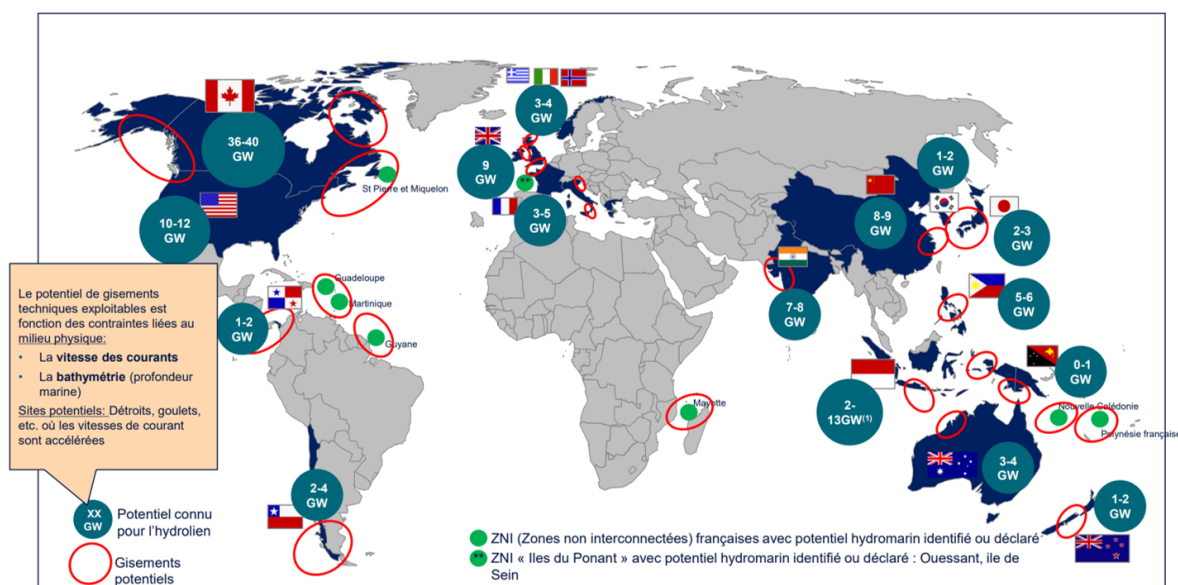 3-4
GW
36-40
GW
9
GW
**
St Pierre et Miquelon
10-12
GW
3-5
GW
1-2
GW
8-9
GW
2-3
GW
Le potentiel de gisements
techniques exploitables est
fonction des contraintes liées au
milieu physique:
• La vitesse des courants
• La bathymétrie (profondeur
marine)
Sites potentiels: Détroits, goulets,
etc. où les vitesses de courant
sont accélérées
Guadeloupe
Martinique
1-2
GW
Guyane
7-8
GW
5-6
GW
0-1
GW
Mayotte
2-
13GW(1)
Nouvelle Calédonie
Polynésie française
3-4
GW
2-4
GW
1-2
GW
XX
GW
Potentiel connu
pour l'hydrolien
Gisements
potentiels
ZNI (Zones non interconnectées) françaises avec potentiel hydromarin identifié ou déclaré
** ZNI « Iles du Ponant » avec potentiel hydromarin identifié ou déclaré : Ouessant, ile de
Sein